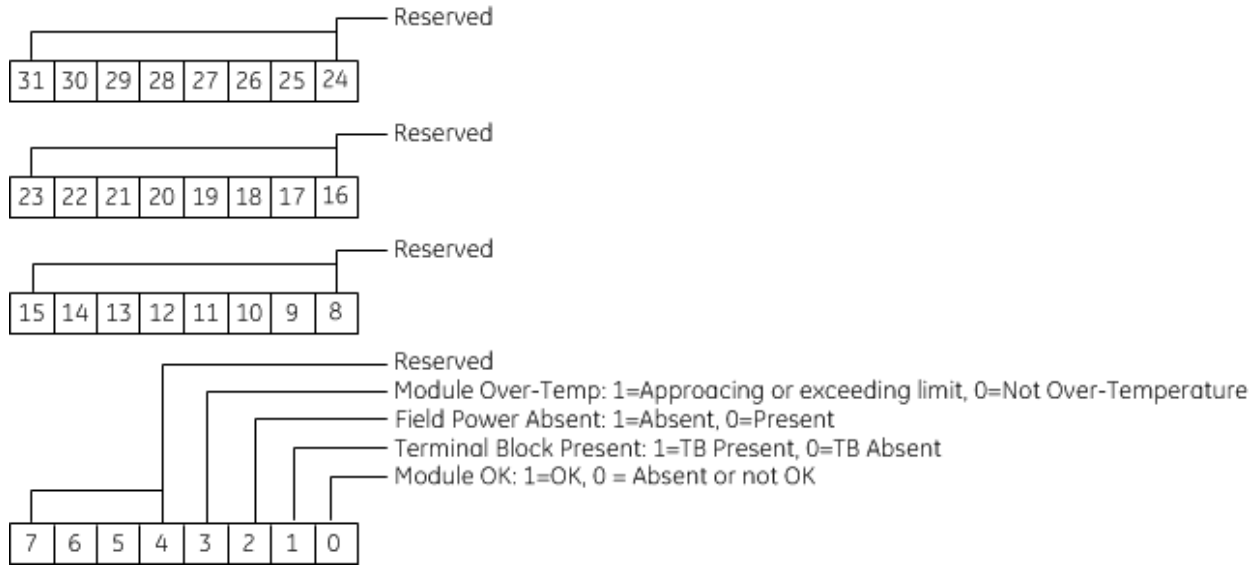 Reserved
31 30 29 28 27 26 25 24
Reserved
23 22 21 20 19 18 17 16
Reserved
15 14 13 12 11 10 9 8
Reserved
Module Over-Temp: 1=Approacing or exceeding limit, 0=Not Over-Temperature
Field Power Absent: 1=Absent, 0=Present
Terminal Block Present: 1=TB Present, 0=TB Absent
Module OK: 1=OK, 0 = Absent or not OK
7 6 5 4 3 2 1 0